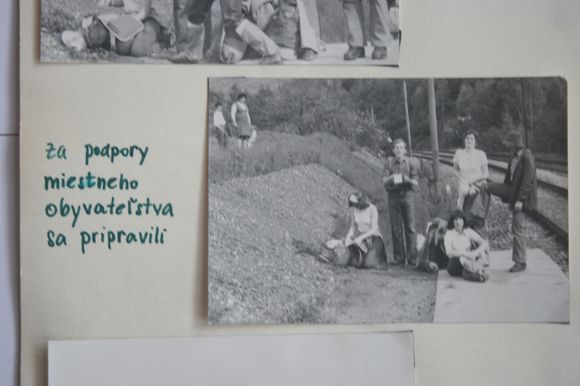 za podpory
miestneho
obyvateľstva
sa pripravili